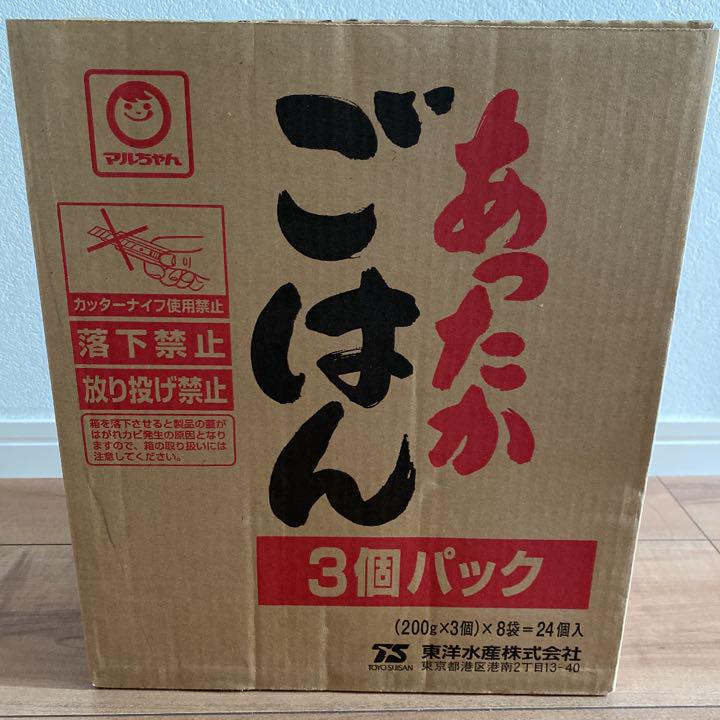 マルちゃん
あったか
ごはん
カッターナイフ使用禁止
落下禁止
放り投げ禁止
箱を落下させると製品の蓋が
はがれカビ発生の原因となり
ますので、箱の取り扱いには
注意してください。
3個パック
(200g×3個)×8袋=24個入
TS
TOYO SUISAN
東洋水産株式会社
東京都港区港南2丁目13-40